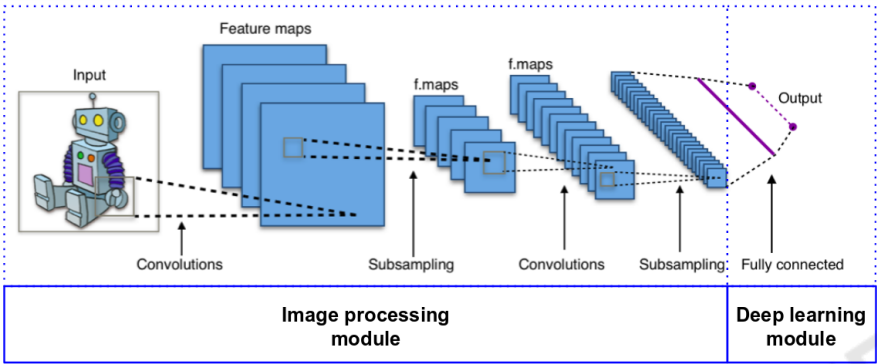 Feature maps
Input
f.maps
f.maps
Output
Convolutions
Subsampling
Convolutions
Subsampling
Fully connected
Image processing
module
Deep learning
module